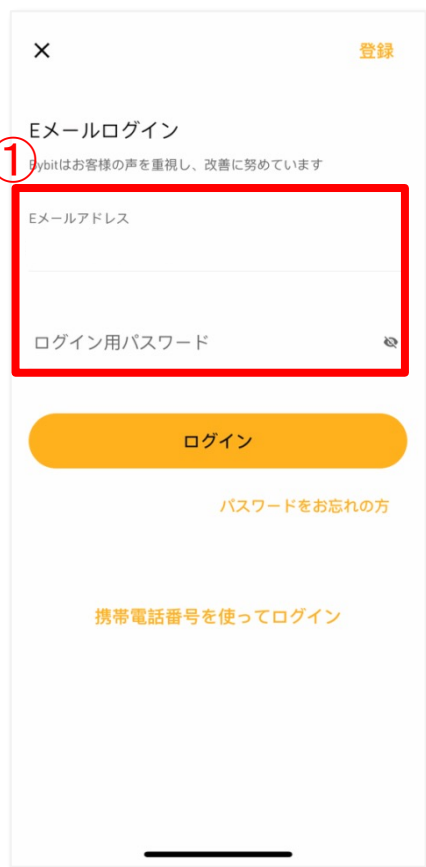 × 登録
Eメールログイン
①
Bybitはお客様の声を重視し、改善に努めています
Eメールアドレス
ログイン用パスワード
ログイン
パスワードをお忘れの方
携帯電話番号を使ってログイン